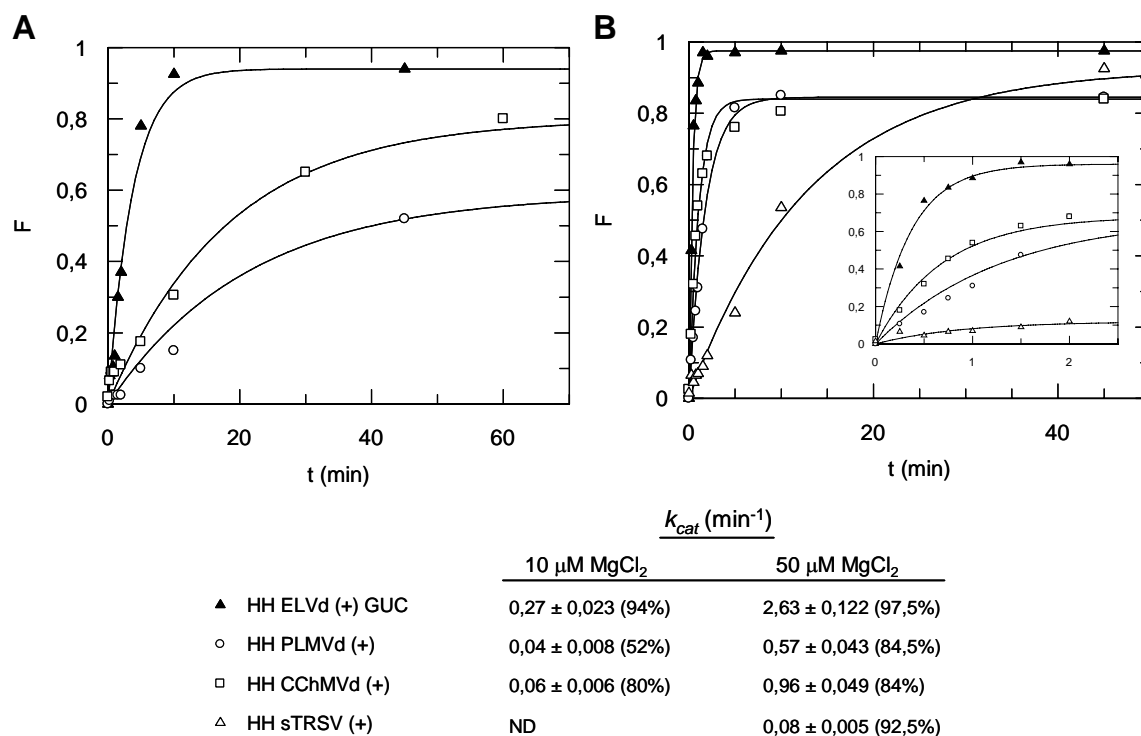 A
B
1
0,8
0,6
0,4
0,2
0
F
0
20
40
60
t (min)
1
0,8
0,6
0,4
0,2
0
F
0
20
40
t (min)
1
0,8
0,6
0,4
0,2
0
0
1
2
k_cat (min⁻¹)
10 μM MgCl₂ 50 μM MgCl₂
▲ HH ELVd (+) GUC 0,27 ± 0,023 (94%) 2,63 ± 0,122 (97,5%)
○ HH PLMVd (+) 0,04 ± 0,008 (52%) 0,57 ± 0,043 (84,5%)
□ HH CChMVd (+) 0,06 ± 0,006 (80%) 0,96 ± 0,049 (84%)
△ HH sTRSV (+) ND 0,08 ± 0,005 (92,5%)